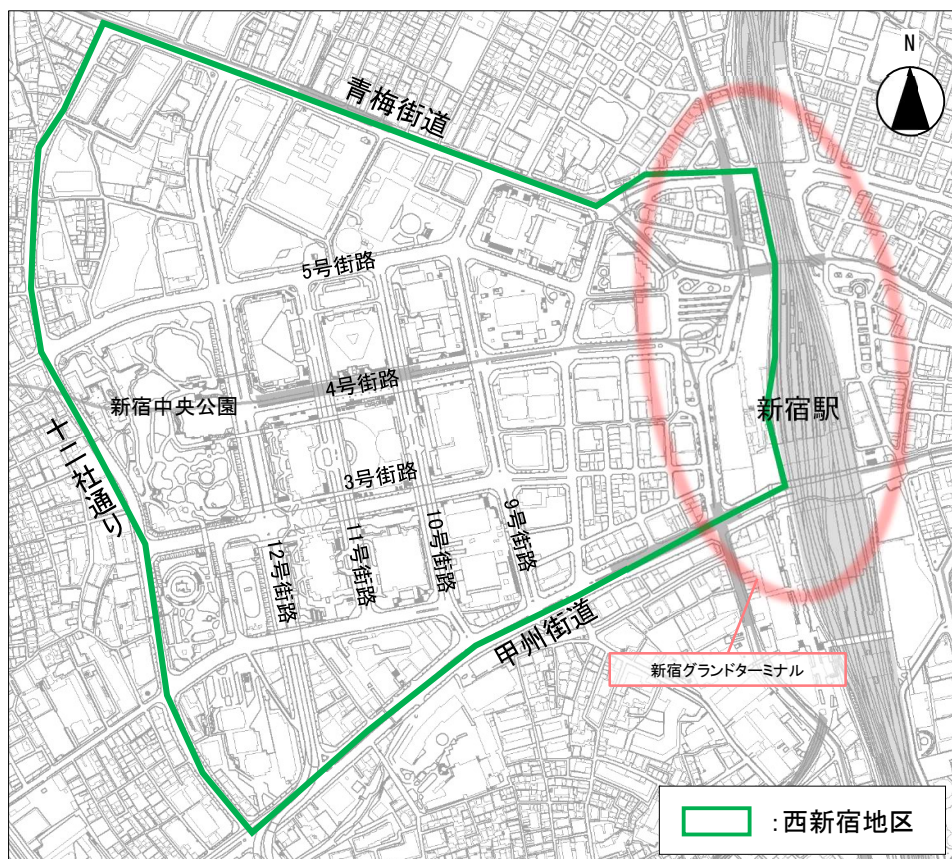 N
青梅街道
5号街路
4号街路
新宿中央公園
新宿駅
十二社通り
3号街路
9号街路
10号街路
11号街路
12号街路
甲州街道
新宿グランドターミナル
:西新宿地区